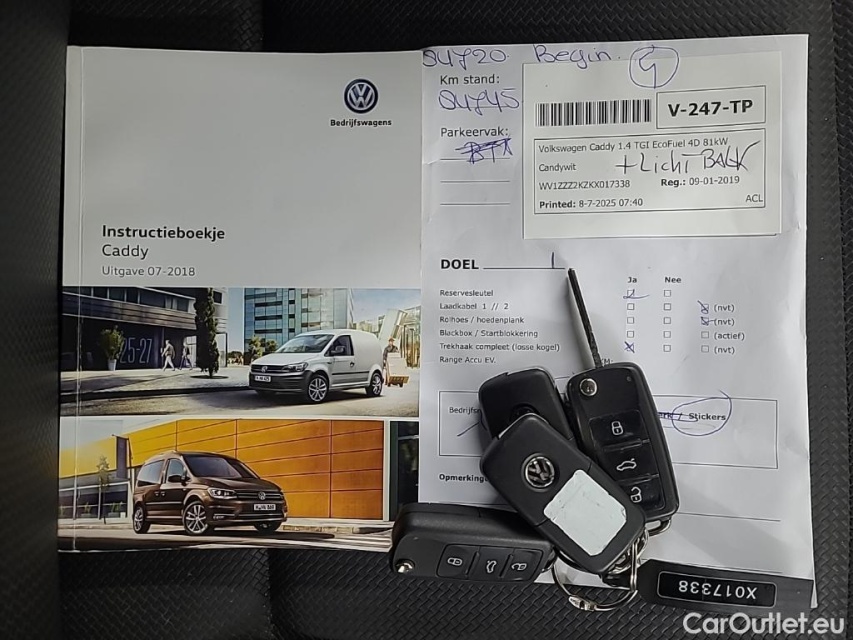 Bedrijfswagens
Instructieboekje
Caddy
Uitgave 07-2018
25-27
Begin.
Km stand:
Parkeervak:
V-247-TP
Volkswagen Caddy 1.4 TGI EcoFuel 4D 81kW
Candywit
+ Licht BALK
WV1ZZZ2KZKX017338
Reg.: 09-01-2019
Printed: 8-7-2025 07:40
ACL
DOEL
Ja Nee
Reservesleutel
Laadkabel 1 // 2 (nvt)
Rolhoes / hoedenplank (nvt)
Blackbox / Startblokkering (actief)
Trekhaak compleet (losse kogel) (nvt)
Range Accu EV.
KM:
/ Stickers
X017338
CarOutlet.eu